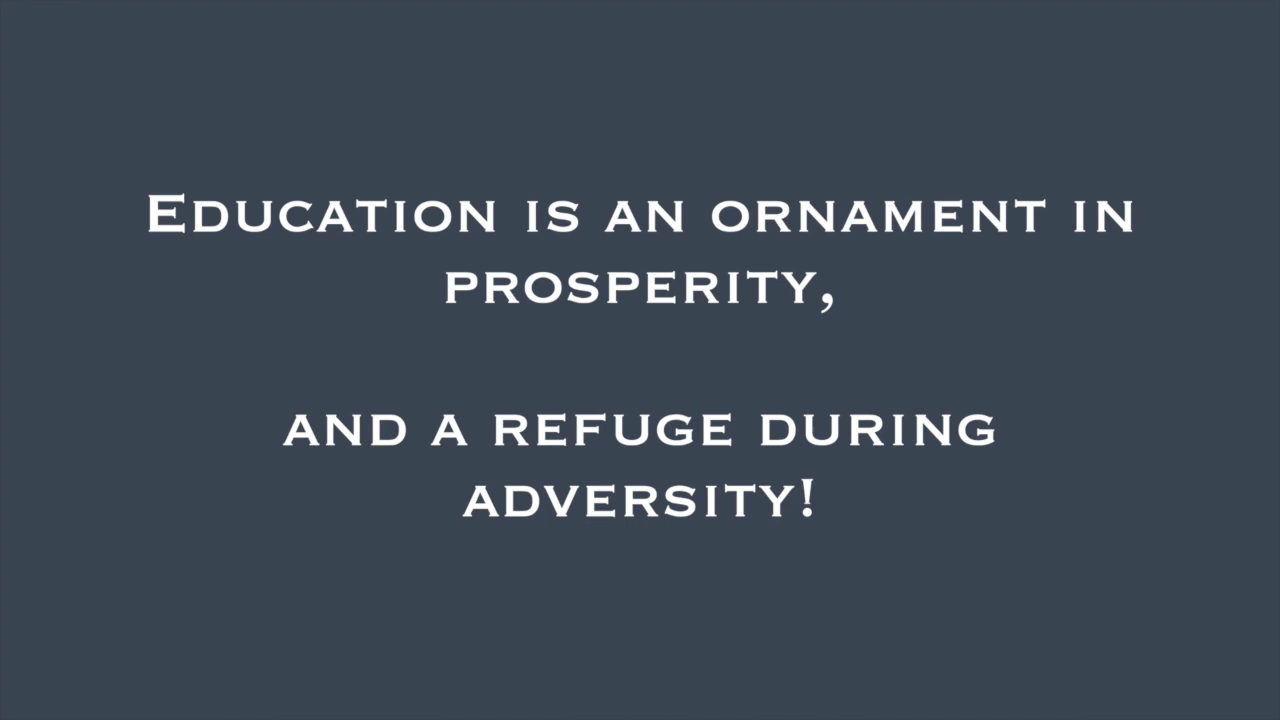 Education is an ornament in
prosperity,
and a refuge during
adversity!